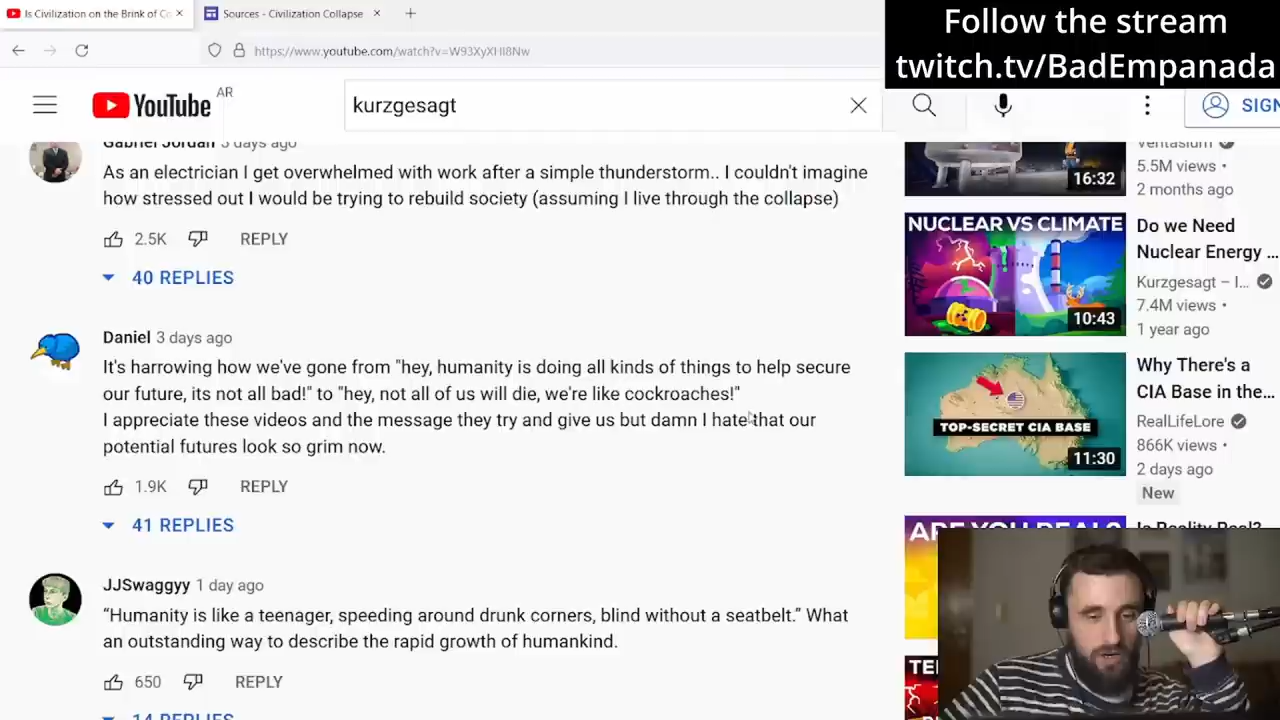 Is Civilization on the Brink of Co
Sources - Civilization Collapse
Follow the stream
twitch.tv/BadEmpanada
https://www.youtube.com/watch?v=W93XyXHI8Nw
YouTube
AR
kurzgesagt
SIGN
Gabriel Jordan 3 days ago
As an electrician I get overwhelmed with work after a simple thunderstorm.. I couldn't imagine
how stressed out I would be trying to rebuild society (assuming I live through the collapse)
2.5K
REPLY
40 REPLIES
Daniel 3 days ago
It's harrowing how we've gone from "hey, humanity is doing all kinds of things to help secure
our future, its not all bad!" to "hey, not all of us will die, we're like cockroaches!"
I appreciate these videos and the message they try and give us but damn I hate that our
potential futures look so grim now.
1.9K
REPLY
41 REPLIES
JJSwaggyy 1 day ago
“Humanity is like a teenager, speeding around drunk corners, blind without a seatbelt.” What
an outstanding way to describe the rapid growth of humankind.
650
REPLY
14 REPLIES
16:32
Veritasium
5.5M views •
2 months ago
NUCLEAR VS CLIMATE
10:43
Do we Need
Nuclear Energy ...
Kurzgesagt – I...
7.4M views •
1 year ago
TOP-SECRET CIA BASE
11:30
Why There's a
CIA Base in the...
RealLifeLore
866K views •
2 days ago
New
ARE YOU REAL?
Is Reality Real?